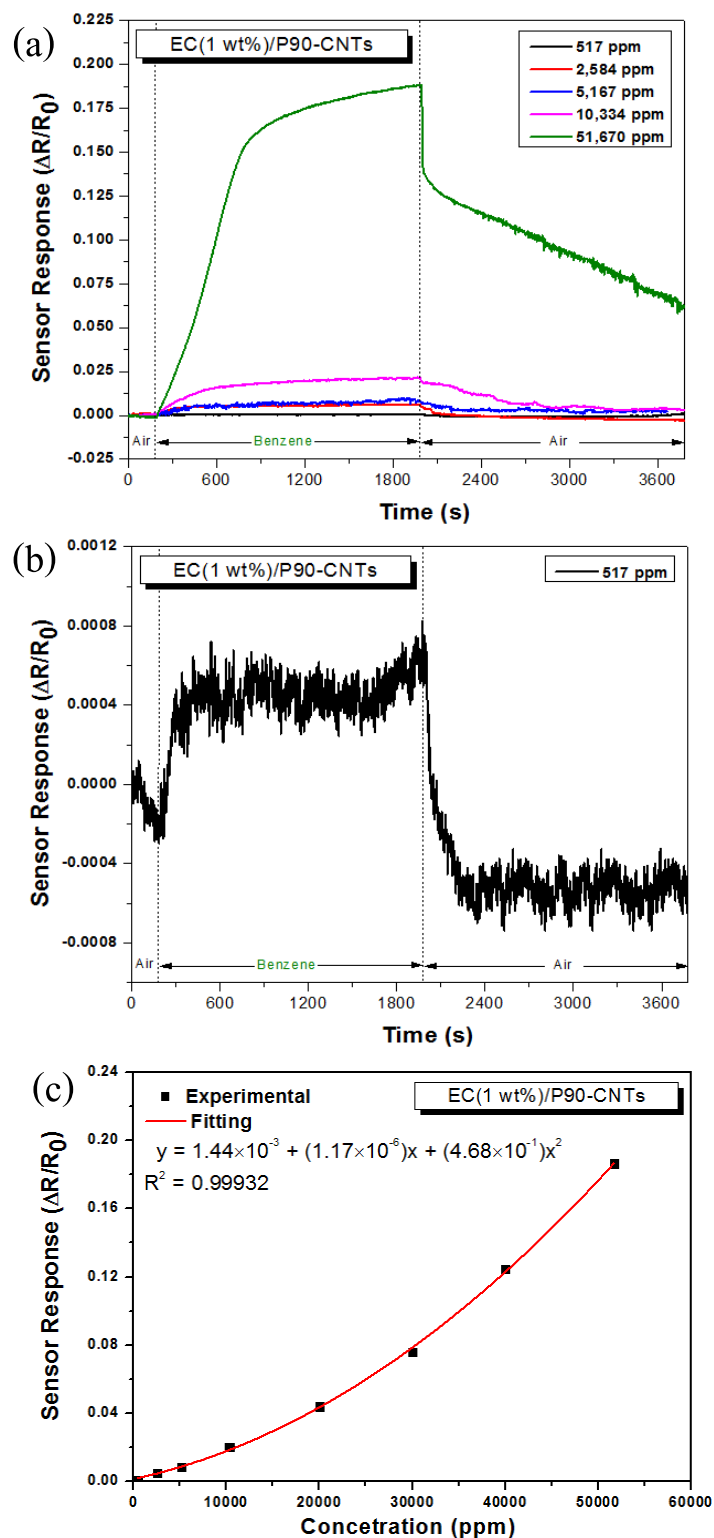 (a)
EC(1 wt%)/P90-CNTs
517 ppm
2,584 ppm
5,167 ppm
10,334 ppm
51,670 ppm
0.225
0.200
0.175
0.150
0.125
0.100
0.075
0.050
0.025
0.000
-0.025
Sensor Response (ΔR/R0)
Air
Benzene
Air
0
600
1200
1800
2400
3000
3600
Time (s)
(b)
EC(1 wt%)/P90-CNTs
517 ppm
0.0012
0.0008
0.0004
0.0000
-0.0004
-0.0008
Sensor Response (ΔR/R0)
Air
Benzene
Air
0
600
1200
1800
2400
3000
3600
Time (s)
(c)
Experimental
Fitting
EC(1 wt%)/P90-CNTs
y = 1.44×10⁻³ + (1.17×10⁻⁶)x + (4.68×10⁻¹)x²
R² = 0.99932
0.24
0.20
0.16
0.12
0.08
0.04
0.00
Sensor Response (ΔR/R0)
0
10000
20000
30000
40000
50000
60000
Concetration (ppm)